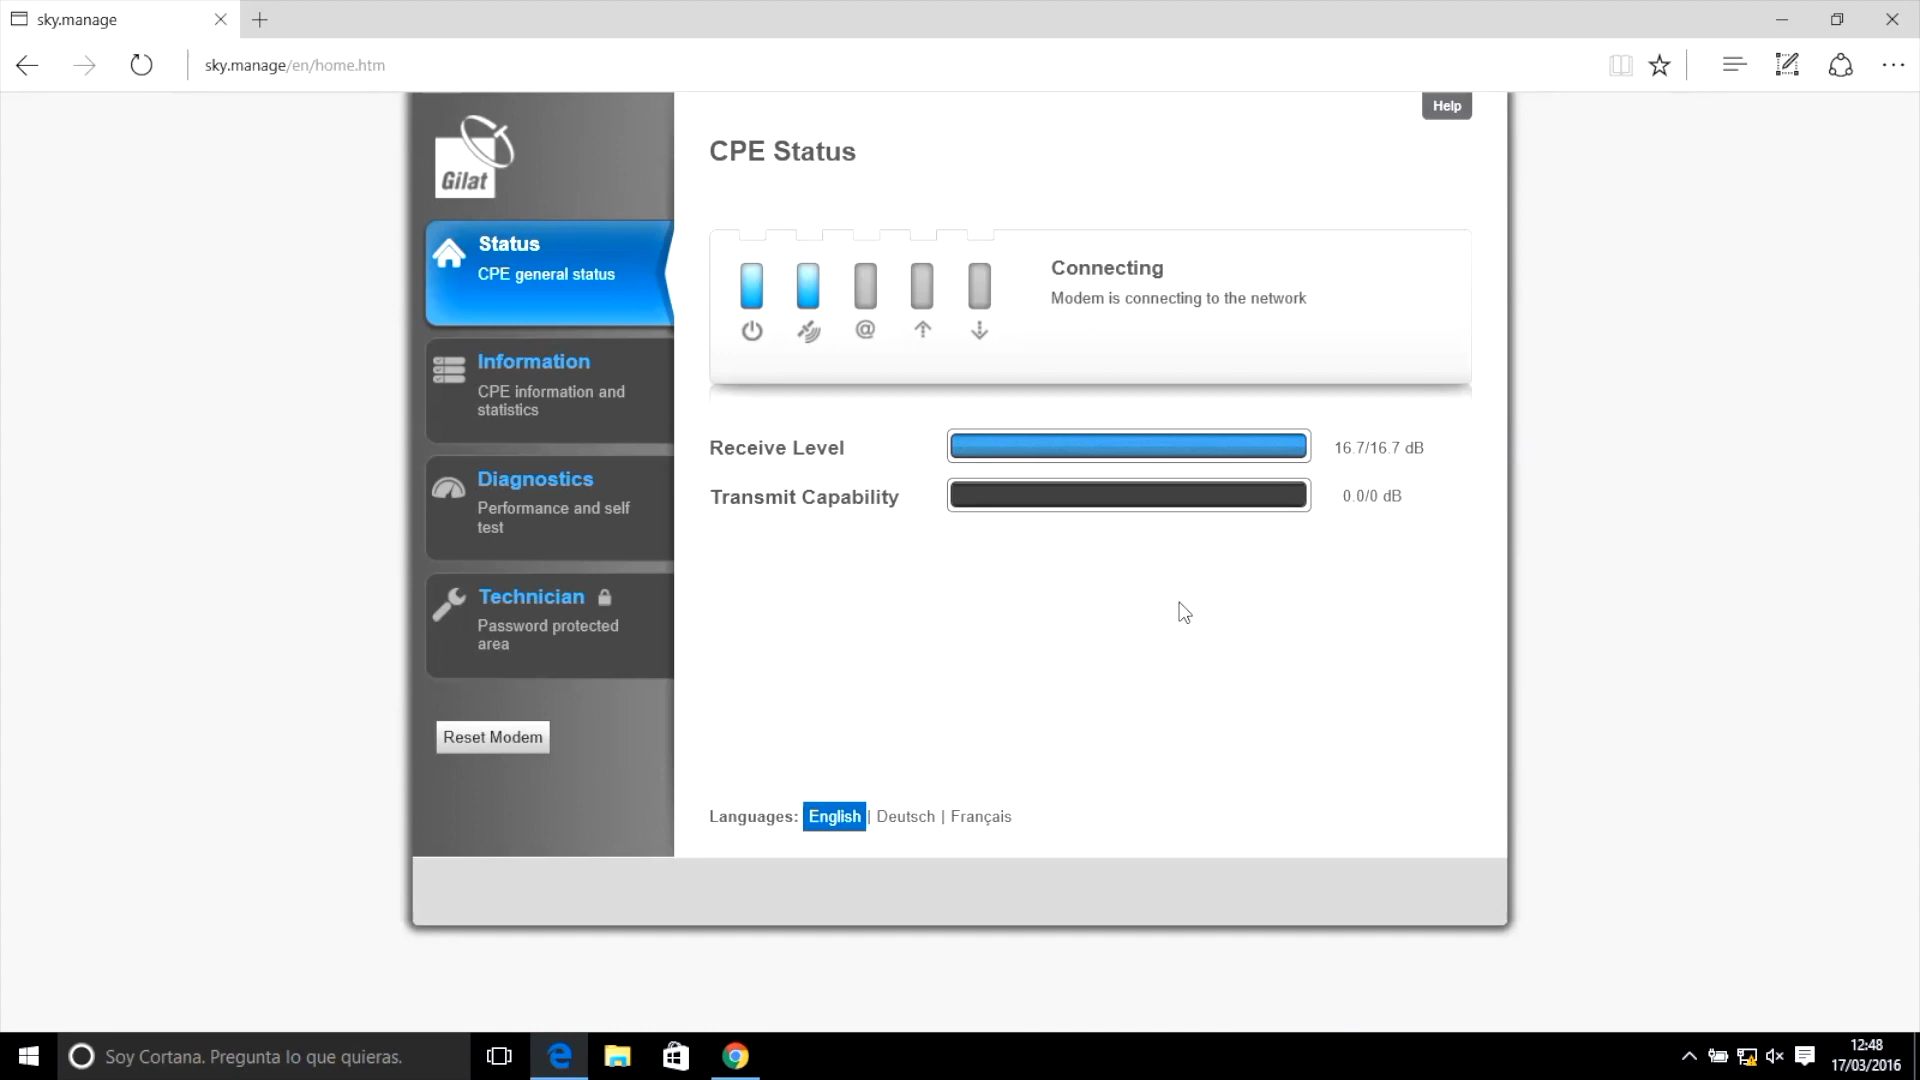 sky.manage
sky.manage/en/home.htm
Help
Gilat
CPE Status
Status
CPE general status
Connecting
Modem is connecting to the network
@
Information
CPE information and
statistics
Receive Level
16.7/16.7 dB
Transmit Capability
0.0/0 dB
Diagnostics
Performance and self
test
Technician
Password protected
area
Reset Modem
Languages: English | Deutsch | Français
Soy Cortana. Pregunta lo que quieras.
12:48
17/03/2016